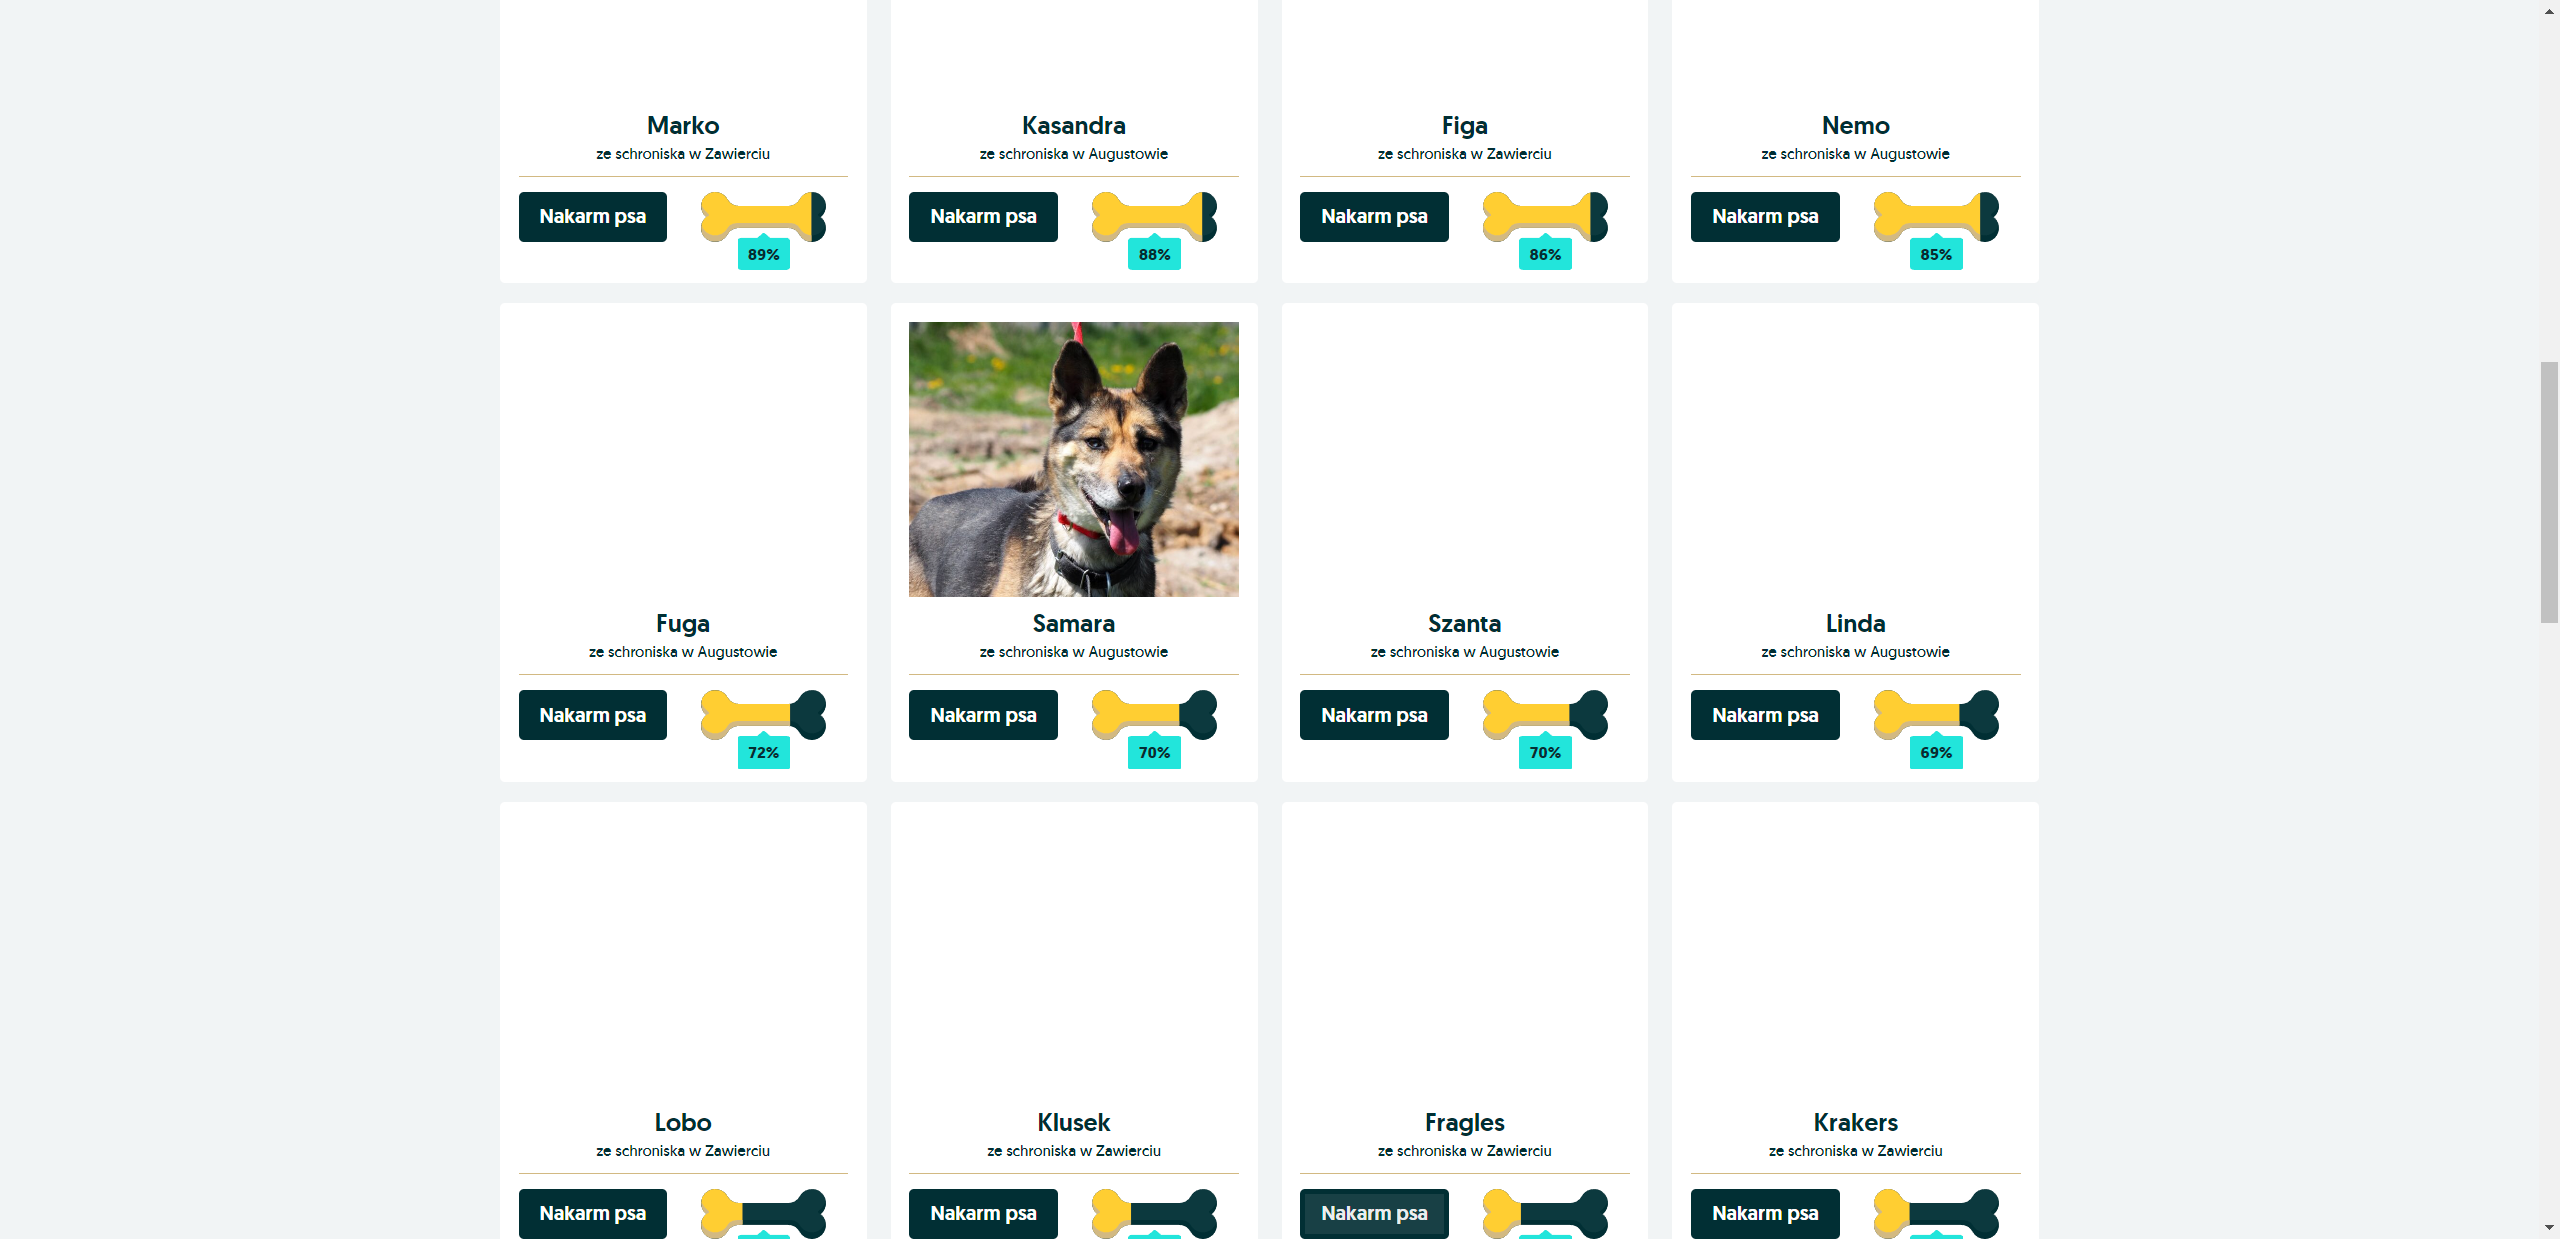 Marko
ze schroniska w Zawierciu
Nakarm psa
89%
Kasandra
ze schroniska w Augustowie
Nakarm psa
88%
Figa
ze schroniska w Zawierciu
Nakarm psa
86%
Nemo
ze schroniska w Augustowie
Nakarm psa
85%
Fuga
ze schroniska w Augustowie
Nakarm psa
72%
Samara
ze schroniska w Augustowie
Nakarm psa
70%
Szanta
ze schroniska w Augustowie
Nakarm psa
70%
Linda
ze schroniska w Augustowie
Nakarm psa
69%
Lobo
ze schroniska w Zawierciu
Nakarm psa
Klusek
ze schroniska w Zawierciu
Nakarm psa
Fragles
ze schroniska w Zawierciu
Nakarm psa
Krakers
ze schroniska w Zawierciu
Nakarm psa